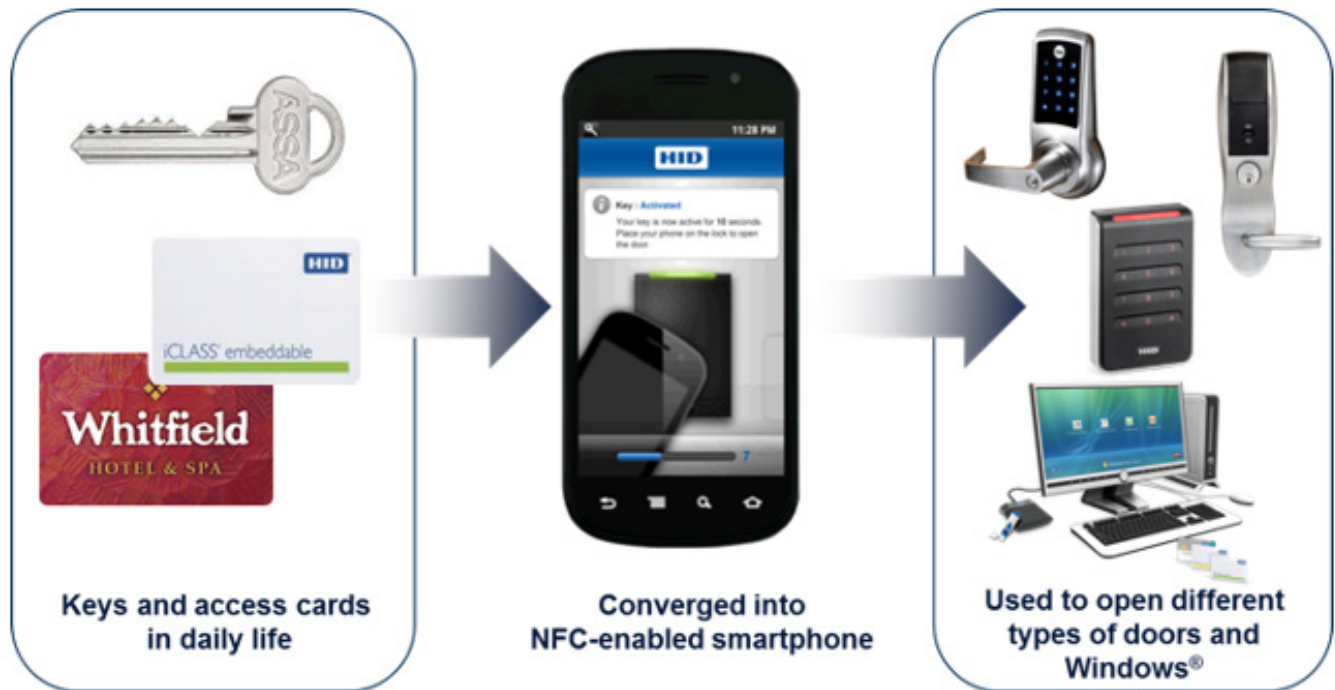 ASSA
HID
iCLASS® embeddable
Whitfield
HOTEL & SPA
Keys and access cards
in daily life
11:28 PM
HID
Key : Activated
Your key is now active for 10 seconds.
Place your phone on the lock to open
the door.
7
Converged into
NFC-enabled smartphone
HID
Used to open different
types of doors and
Windows®